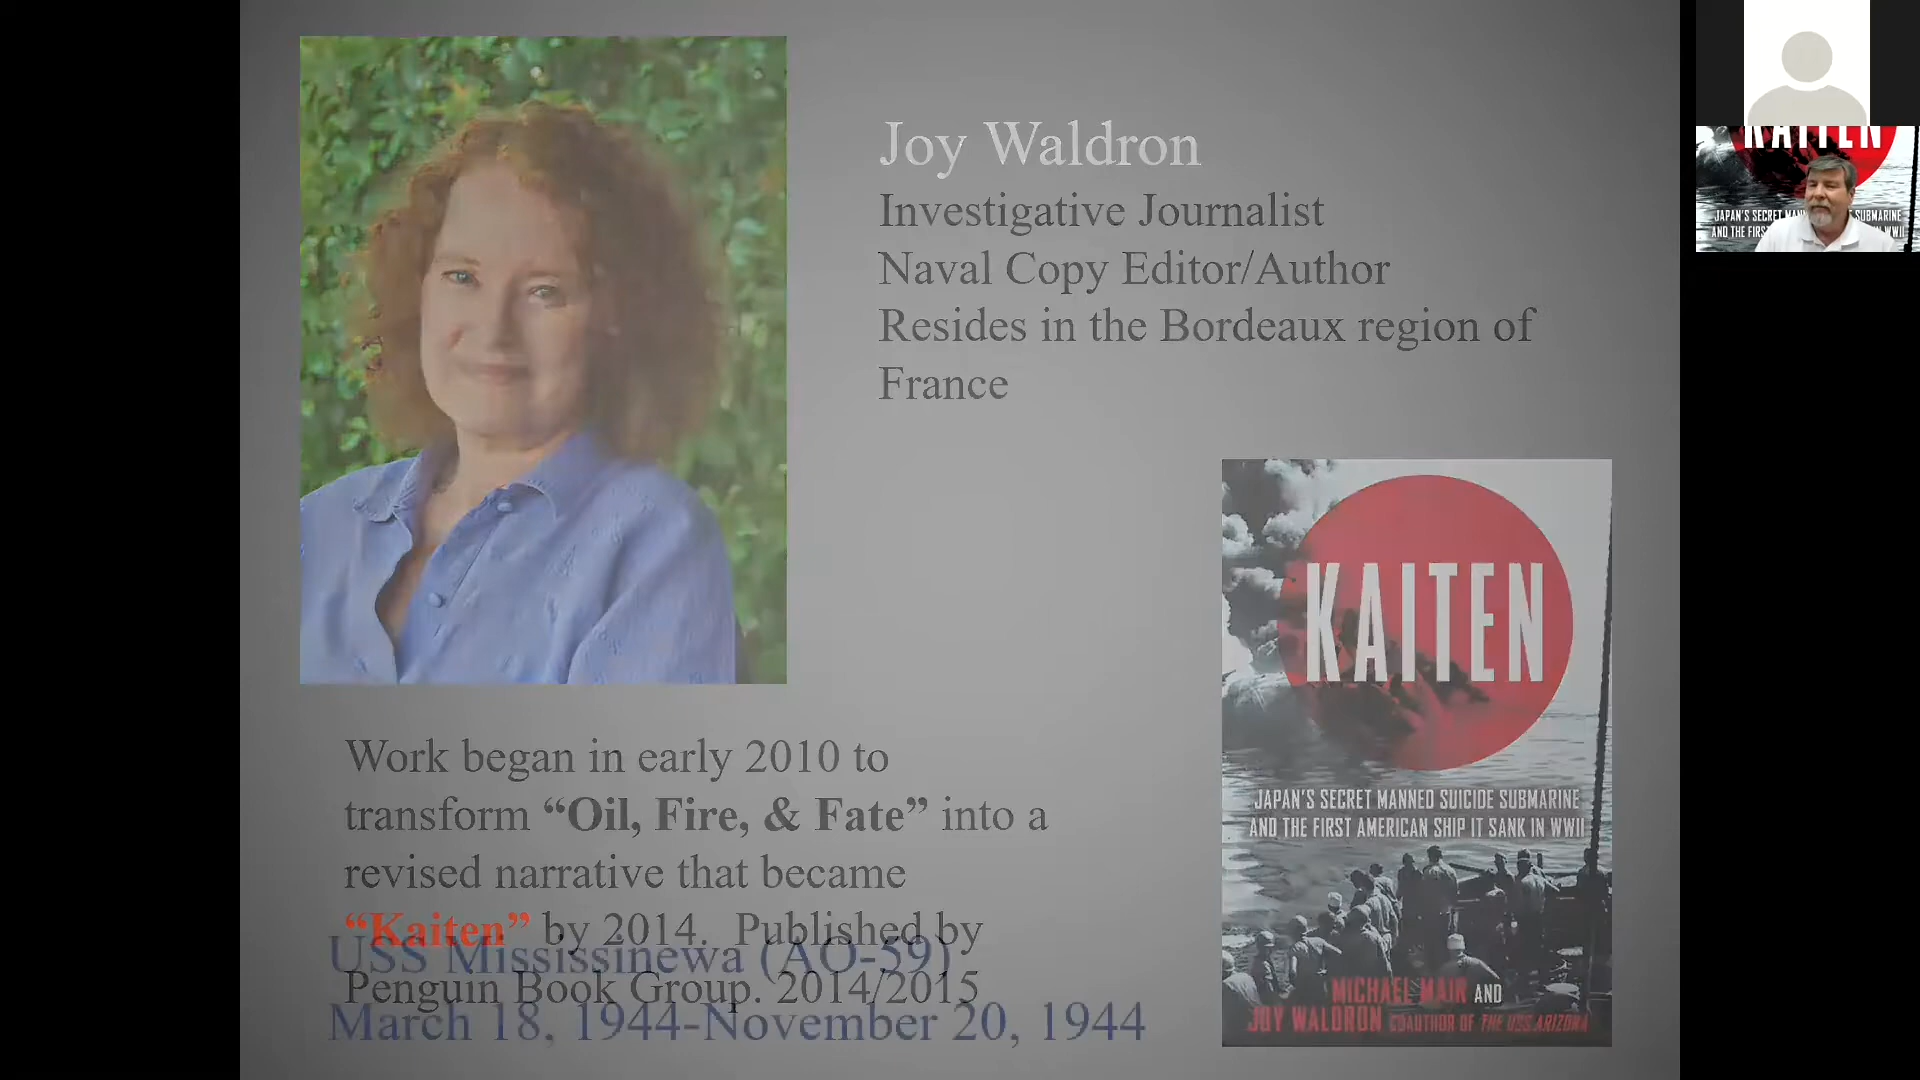 Joy Waldron
Investigative Journalist
Naval Copy Editor/Author
Resides in the Bordeaux region of
France
KAITEN
JAPAN'S SECRET MANNED SUICIDE SUBMARINE
AND THE FIRST AMERICAN SHIP IT SANK IN WWII
MICHAEL MAIR AND
JOY WALDRON COAUTHOR OF THE USS ARIZONA
Work began in early 2010 to
transform “Oil, Fire, & Fate” into a
revised narrative that became
“Kaiten” by 2014. Published by
Penguin Book Group. 2014/2015
USS Mississinewa (AO-59)
March 18, 1944-November 20, 1944
KAITEN
JAPAN'S SECRET SUBMARINE
AND THE WWII